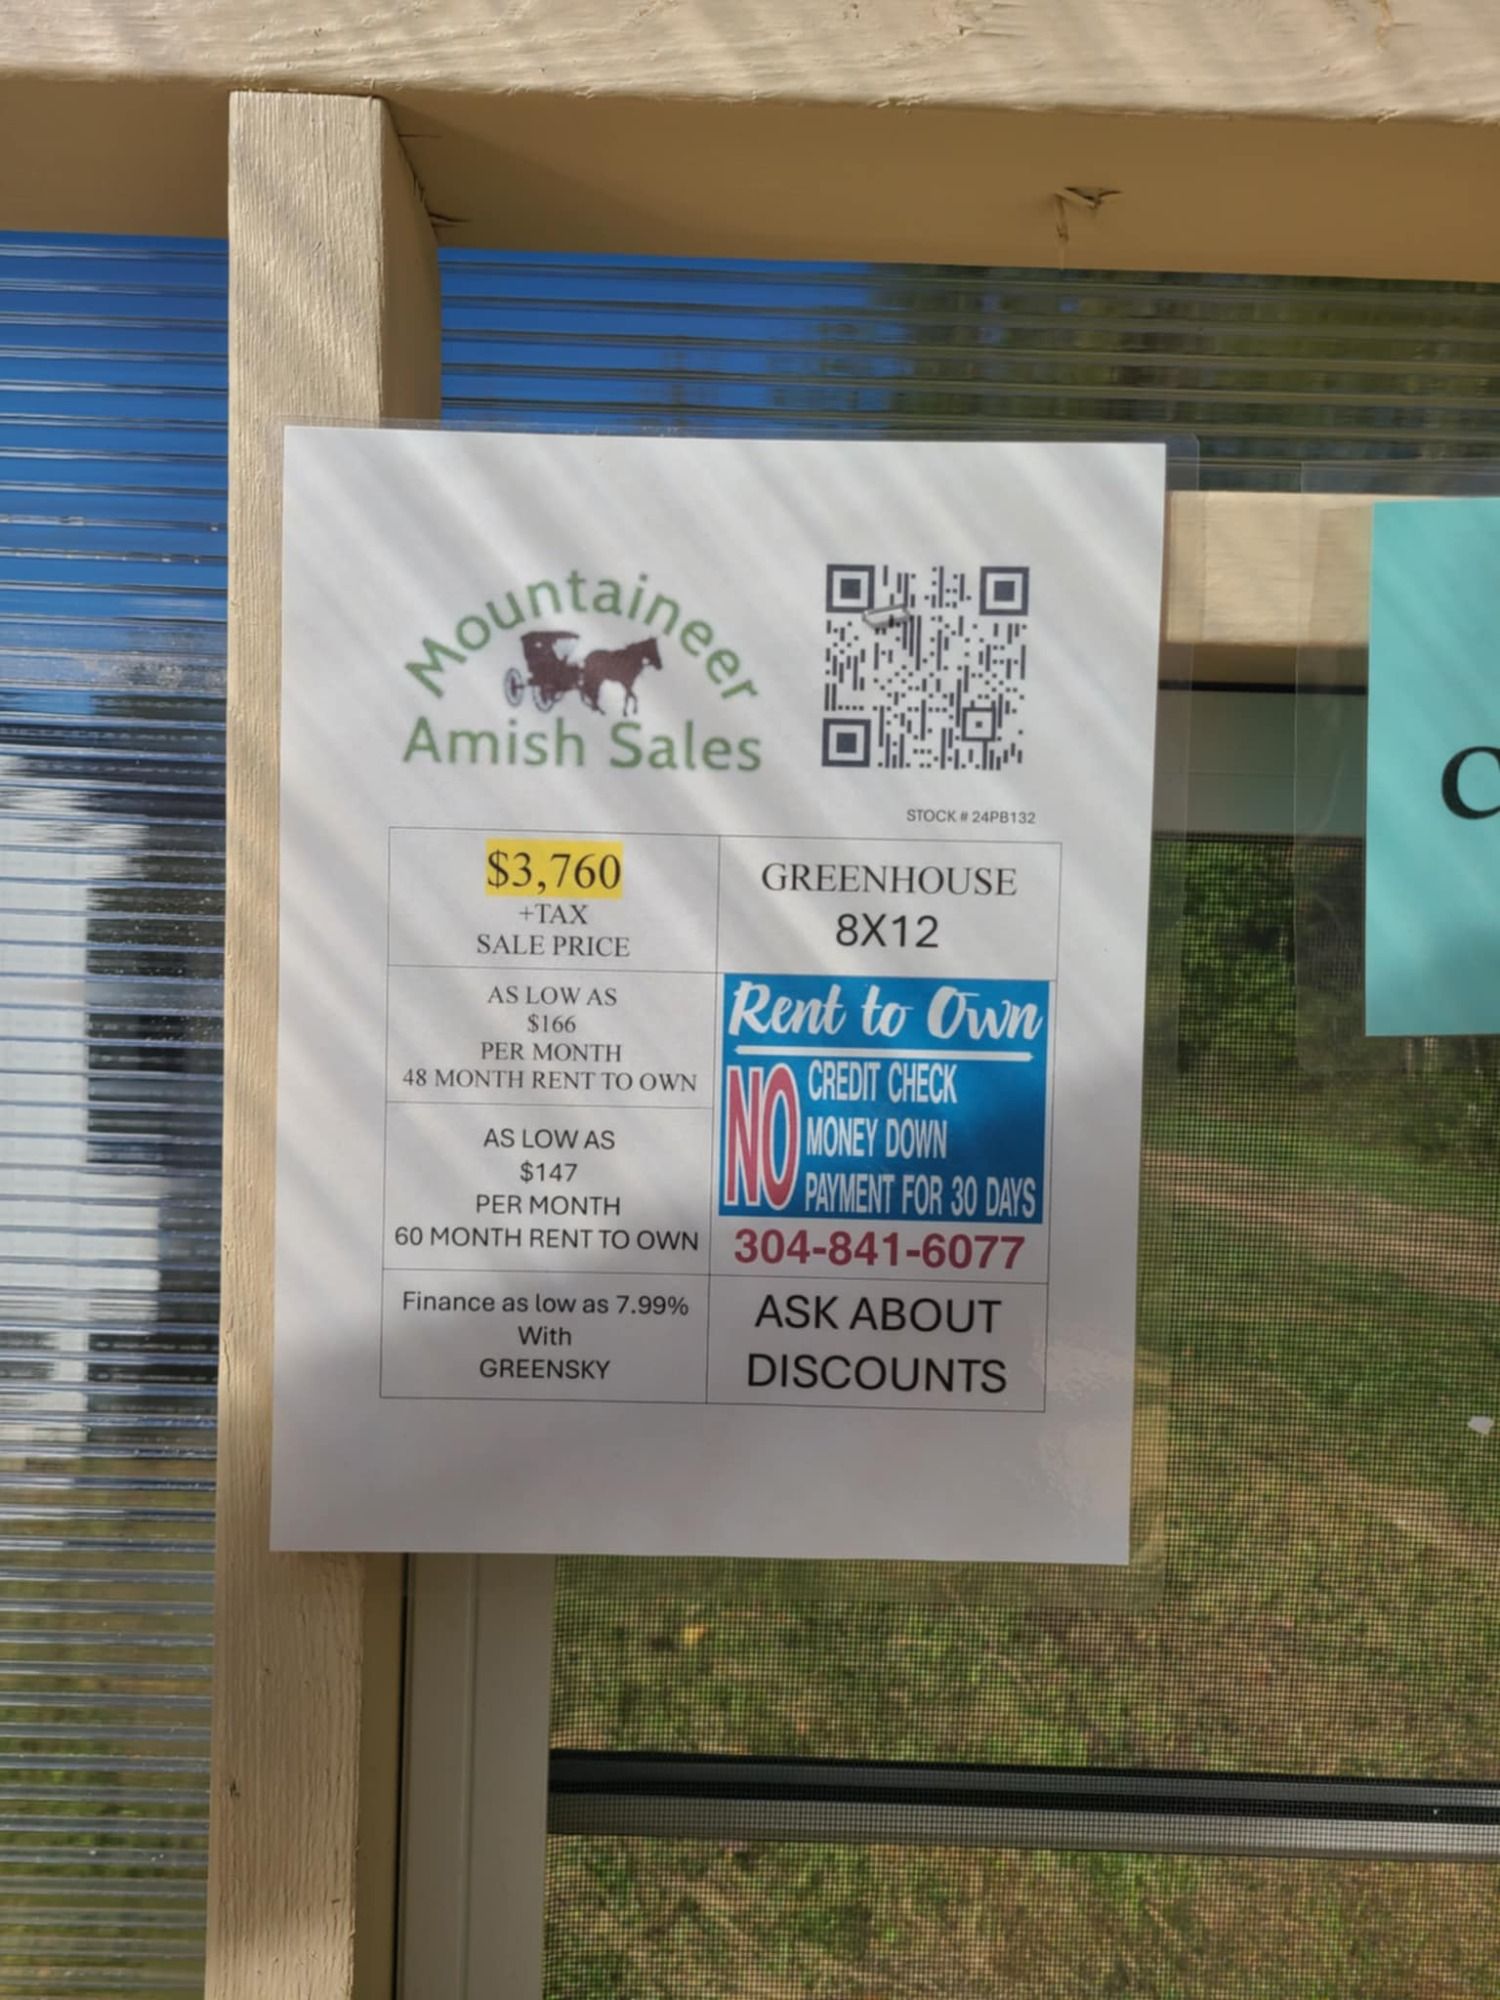 Mountaineer
Amish Sales
STOCK # 24PB132
$3,760
+TAX
SALE PRICE
GREENHOUSE
8X12
AS LOW AS
$166
PER MONTH
48 MONTH RENT TO OWN
AS LOW AS
$147
PER MONTH
60 MONTH RENT TO OWN
Rent to Own
NO
CREDIT CHECK
MONEY DOWN
PAYMENT FOR 30 DAYS
304-841-6077
Finance as low as 7.99%
With
GREENSKY
ASK ABOUT
DISCOUNTS